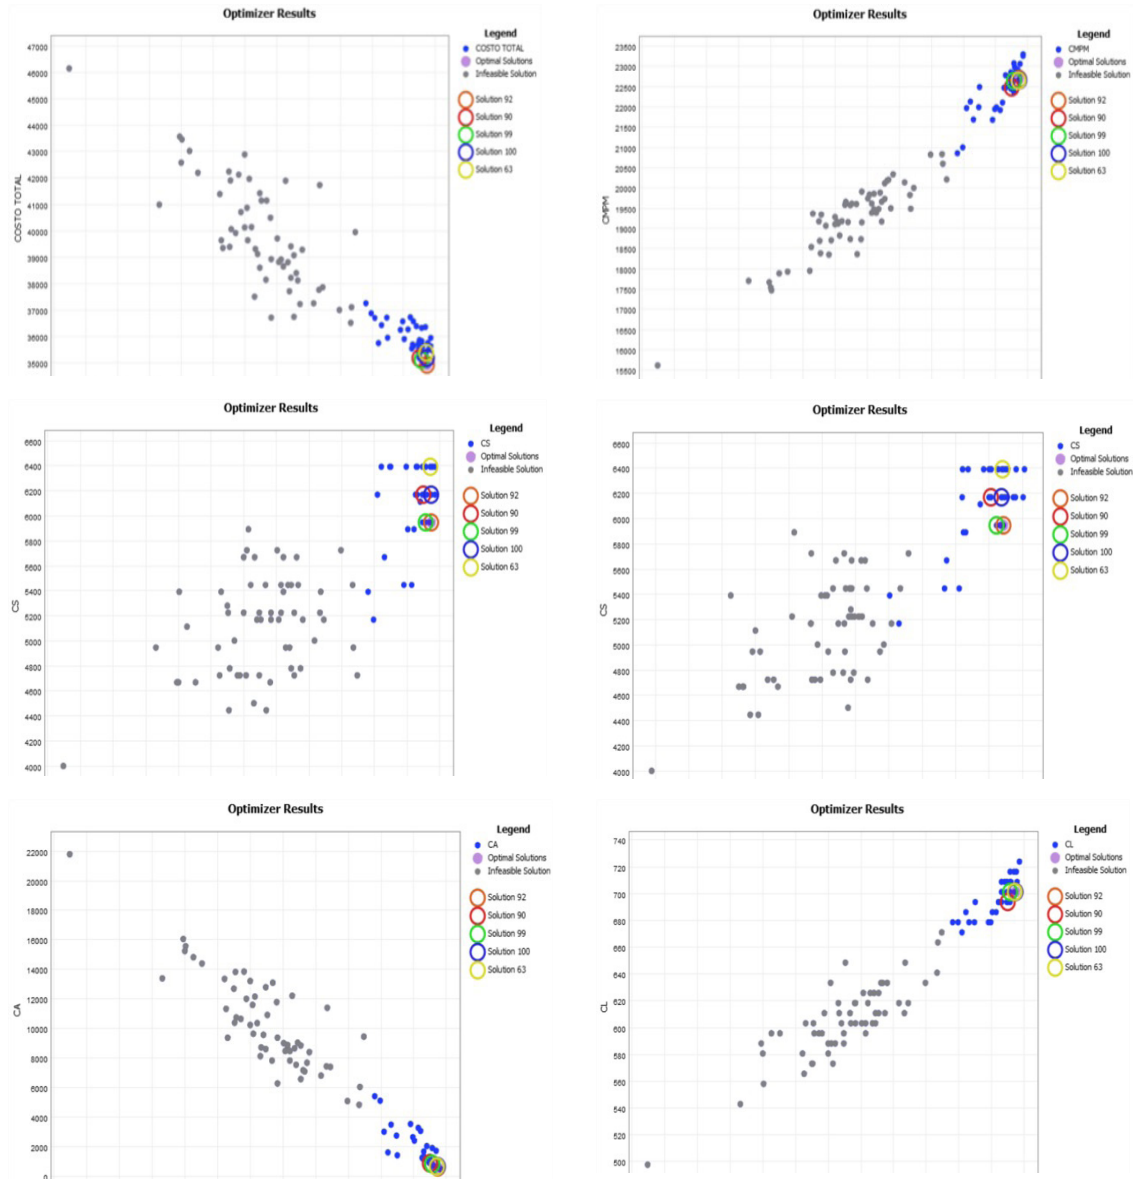 Optimizer Results
Legend
COSTO TOTAL
Optimal Solutions
Infeasible Solution
Solution 92
Solution 90
Solution 99
Solution 100
Solution 63
47000
46000
45000
44000
43000
42000
41000
40000
39000
38000
37000
36000
35000
COSTO TOTAL
Optimizer Results
Legend
CMPM
Optimal Solutions
Infeasible Solution
Solution 92
Solution 90
Solution 99
Solution 100
Solution 63
23500
23000
22500
21500
21000
20500
20000
19500
19000
18500
18000
17500
16500
16000
15500
CMPM
Optimizer Results
Legend
CS
Optimal Solutions
Infeasible Solution
Solution 92
Solution 90
Solution 99
Solution 100
Solution 63
6600
6400
6200
6000
5800
5600
5400
5200
5000
4800
4600
4400
4200
4000
CS
Optimizer Results
Legend
CS
Optimal Solutions
Infeasible Solution
Solution 92
Solution 90
Solution 99
Solution 100
Solution 63
6600
6400
6200
6000
5800
5600
5400
5200
5000
4800
4600
4400
4200
4000
CS
Optimizer Results
Legend
CA
Optimal Solutions
Infeasible Solution
Solution 92
Solution 90
Solution 99
Solution 100
Solution 63
22000
20000
18000
16000
14000
12000
10000
8000
6000
4000
2000
CA
Optimizer Results
Legend
CL
Optimal Solutions
Infeasible Solution
Solution 92
Solution 90
Solution 99
Solution 100
Solution 63
740
720
700
680
660
640
620
600
580
560
540
520
500
CL